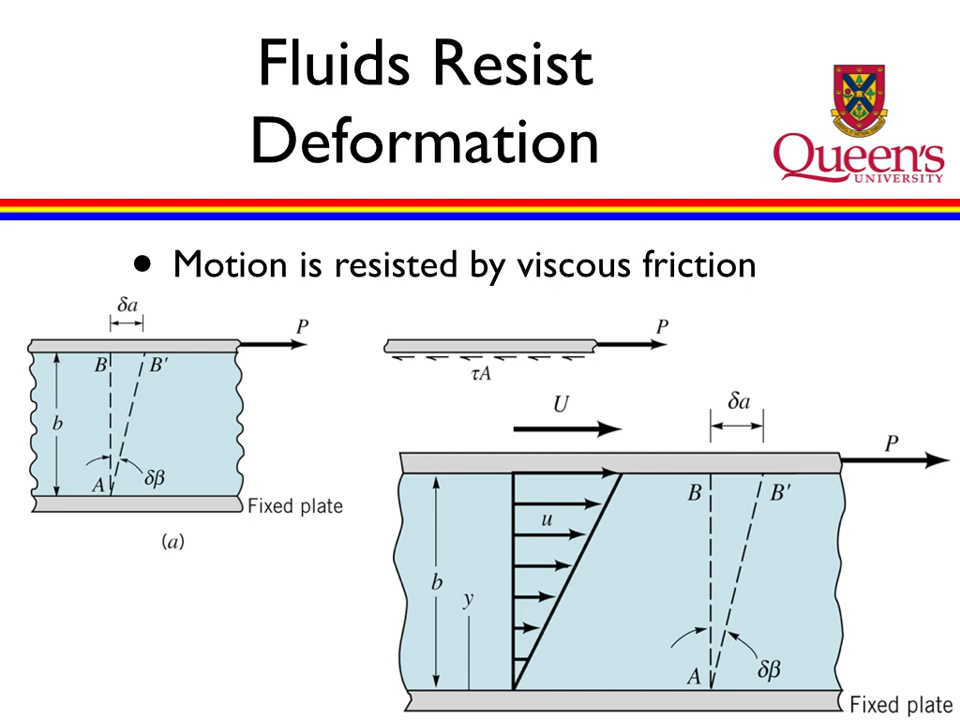 Fluids Resist
Deformation
Queen's
UNIVERSITY
• Motion is resisted by viscous friction
δa
P
B
B'
b
A
δβ
Fixed plate
(a)
P
τA
U
δa
P
B
B'
u
b
y
A
δβ
Fixed plate